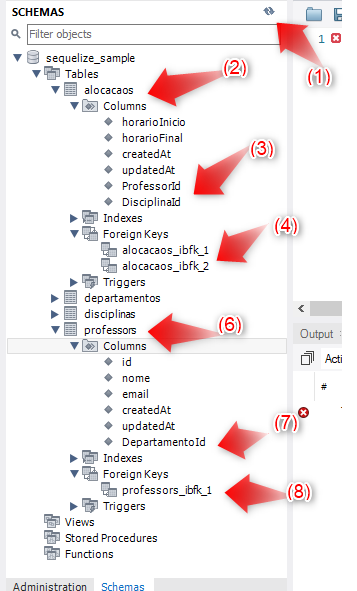 SCHEMAS
(1)
Filter objects
1
sequelize_sample
Tables
(2)
alocacaos
Columns
horarioInicio
horarioFinal
(3)
createdAt
updatedAt
ProfessorId
DisciplinaId
Indexes
(4)
Foreign Keys
alocacaos_ibfk_1
alocacaos_ibfk_2
Triggers
departamentos
disciplinas
(6)
professors
Output
Columns
Actio
id
nome
#
email
createdAt
updatedAt
(7)
DepartamentoId
Indexes
Foreign Keys
professors_ibfk_1
(8)
Triggers
Views
Stored Procedures
Functions
Administration Schemas